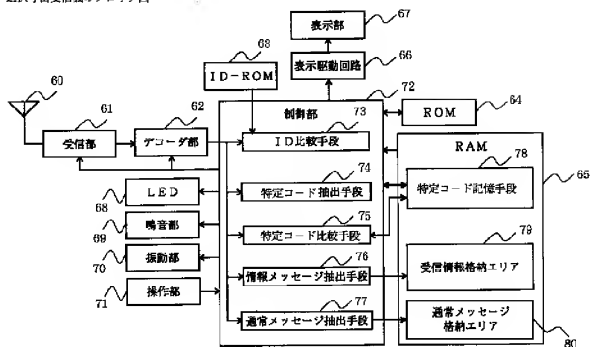 表示部
67
表示駆動回路
66
ID-ROM
63
72
60
61
62
受信部
デコーダ部
制御部
73
ID比較手段
ROM
64
RAM
65
74
特定コード抽出手段
78
特定コード記憶手段
75
特定コード比較手段
76
情報メッセージ抽出手段
79
受信情報格納エリア
77
通常メッセージ抽出手段
通常メッセージ
格納エリア
80
LED
68
鳴音部
69
振動部
70
操作部
71